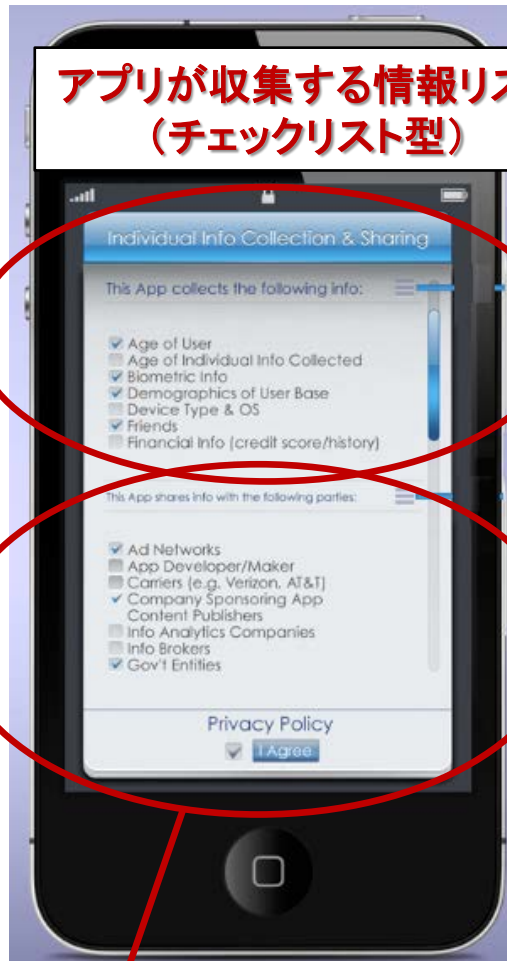 アプリが収集する情報リス
（チェックリスト型）
Individual Info Collection & Sharing
This App collects the following info:
Age of User
Age of Individual Info Collected
Biometric Info
Demographics of User Base
Device Type & OS
Friends
Financial Info (credit score/history)
This App shares info with the following parties:
Ad Networks
App Developer/Maker
Carriers (e.g. Verizon, AT&T)
Company Sponsoring App
Content Publishers
Info Analytics Companies
Info Brokers
Gov't Entities
Privacy Policy
I Agree